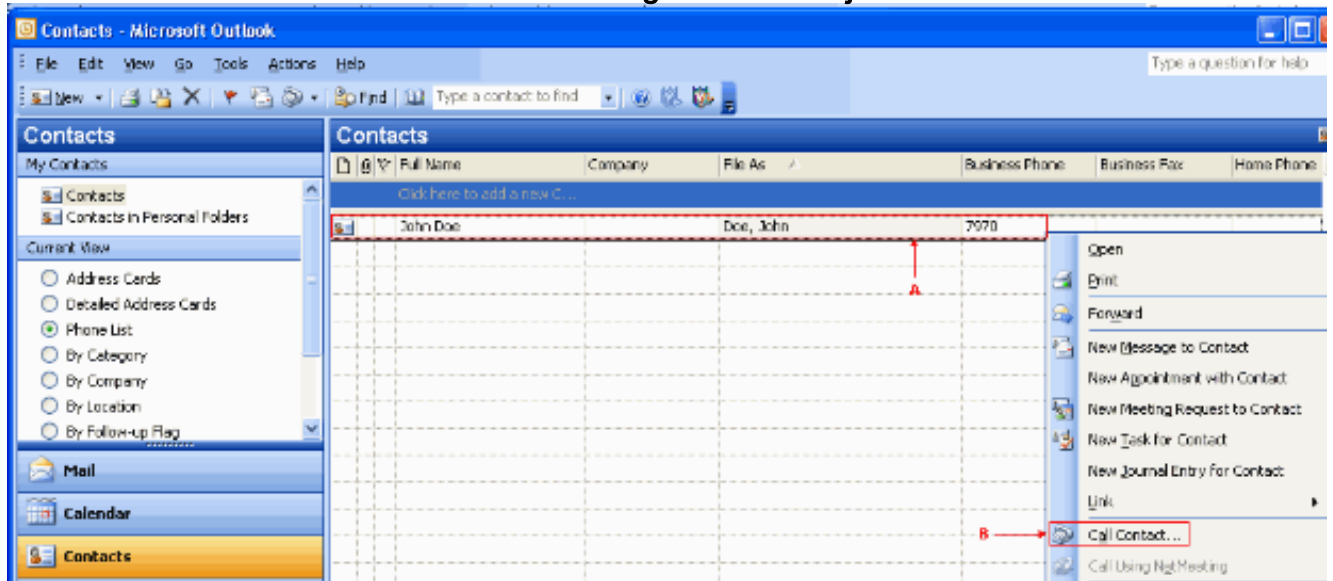 Contacts - Microsoft Outlook
File Edit View Go Tools Actions Help
Type a question for help
New Find Type a contact to find
Contacts
Contacts
My Contacts
Full Name Company File As Business Phone Business Fax Home Phone
Contacts
Click here to add a new C...
Contacts in Personal Folders
John Doe Doe, John 7970
Current View
Open
Address Cards
Print
A
Detailed Address Cards
Forward
Phone List
New Message to Contact
By Category
New Appointment with Contact
By Company
New Meeting Request to Contact
By Location
By Follow-up Flag
New Task for Contact
Mail
New Journal Entry for Contact
Link
Calendar
B
Call Contact...
Contacts
Call Using NetMeeting